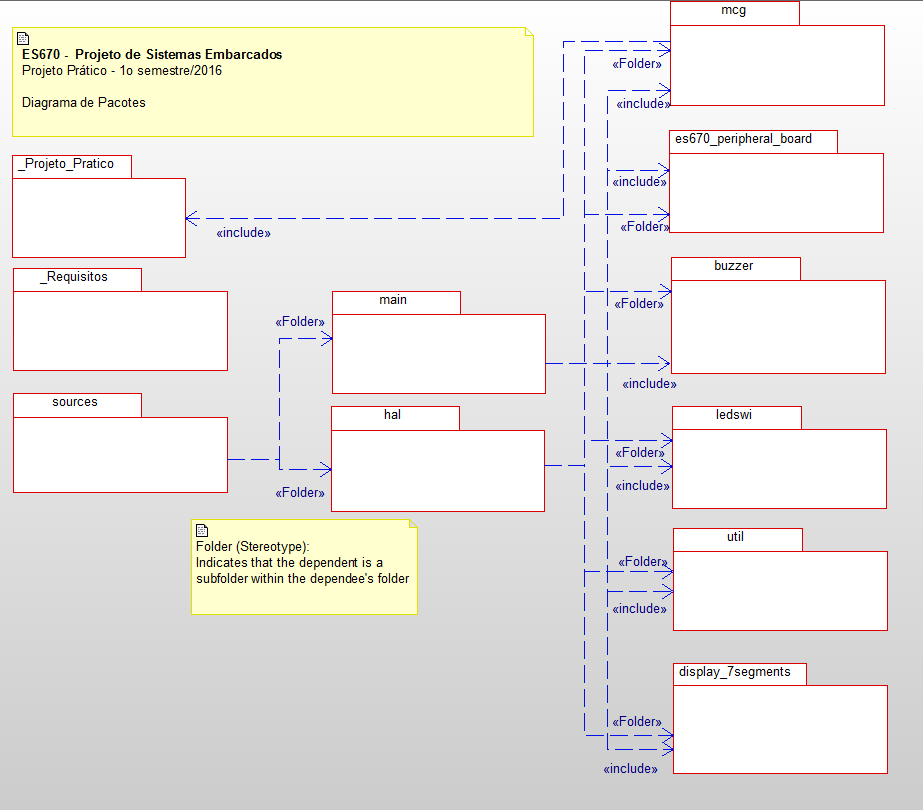 mcg
ES670 - Projeto de Sistemas Embarcados
Projeto Prático - 1o semestre/2016
Diagrama de Pacotes
«Folder»
«include»
es670_peripheral_board
_Projeto_Pratico
«include»
«Folder»
«include»
buzzer
_Requisitos
main
«Folder»
«Folder»
«include»
sources
hal
ledswi
«Folder»
«include»
«Folder»
util
Folder (Stereotype):
Indicates that the dependent is a
subfolder within the dependee's folder
«Folder»
«include»
display_7segments
«Folder»
«include»